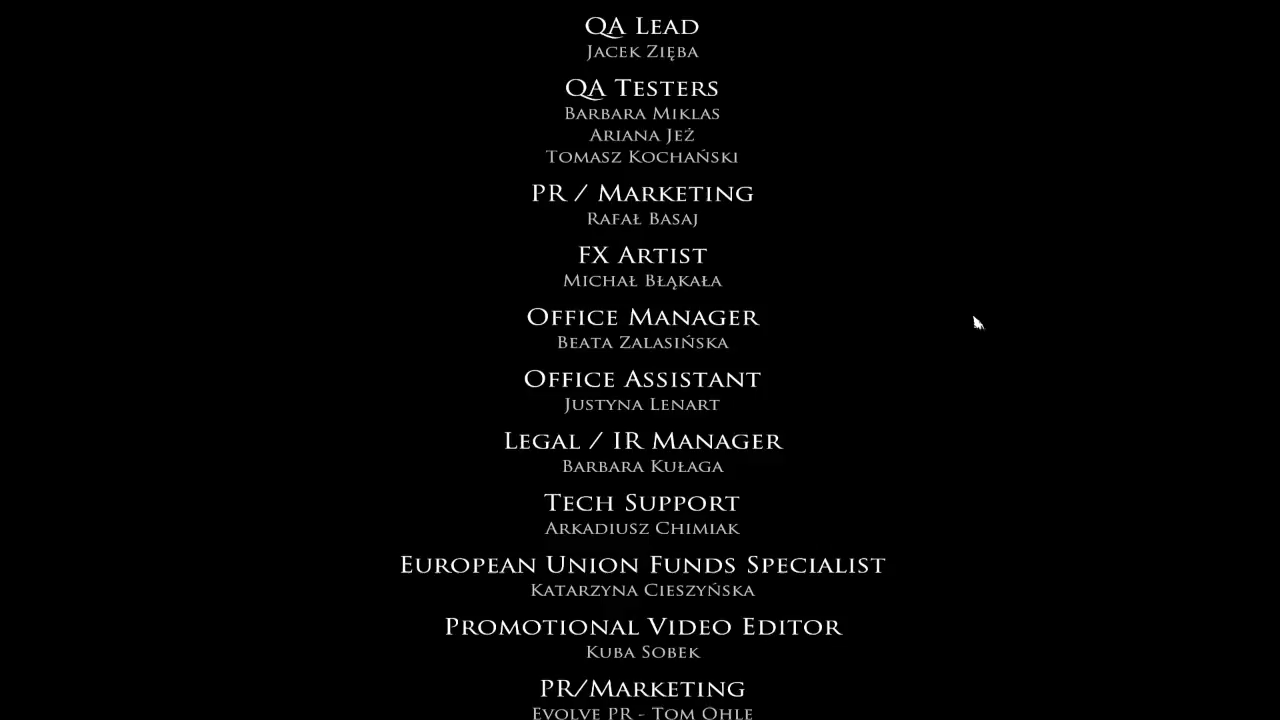 QA Lead
Jacek Zięba
QA Testers
Barbara Miklas
Ariana Jeż
Tomasz Kochański
PR / Marketing
Rafał Basaj
FX Artist
Michał Błąkała
Office Manager
Beata Zalasińska
Office Assistant
Justyna Lenart
Legal / IR Manager
Barbara Kułaga
Tech Support
Arkadiusz Chimiak
European Union Funds Specialist
Katarzyna Cieszyńska
Promotional Video Editor
Kuba Sobek
PR/Marketing
Evolve PR - Tom Ohle